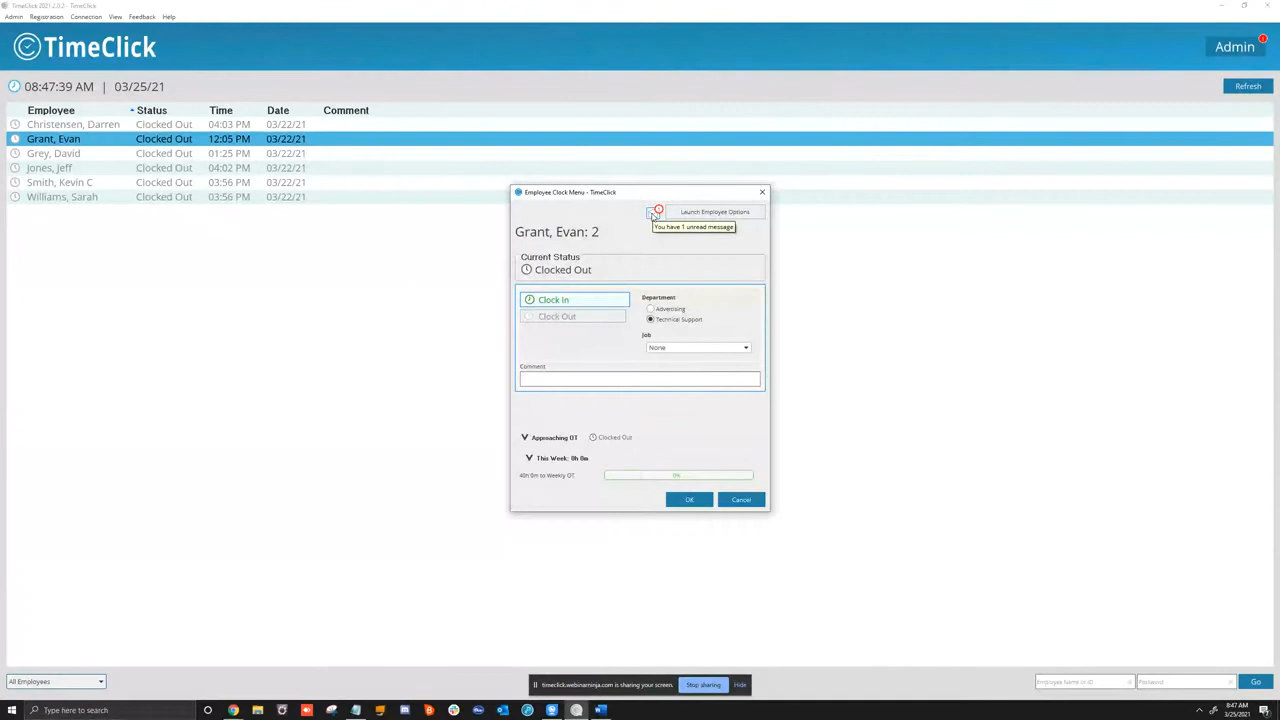 TimeClick 2021.2.0.2 - TimeClick
Admin Registration Connection View Feedback Help
TimeClick
Admin
08:47:39 AM | 03/25/21
Refresh
Employee Status Time Date Comment
Christensen, Darren Clocked Out 04:03 PM 03/22/21
Grant, Evan Clocked Out 12:05 PM 03/22/21
Grey, David Clocked Out 01:25 PM 03/22/21
Jones, Jeff Clocked Out 04:02 PM 03/22/21
Smith, Kevin C Clocked Out 03:56 PM 03/22/21
Williams, Sarah Clocked Out 03:56 PM 03/22/21
Employee Clock Menu - TimeClick
Launch Employee Options
You have 1 unread message
Grant, Evan: 2
Current Status
Clocked Out
Clock In
Clock Out
Department
Advertising
Technical Support
Job
None
Comment
Approaching OT Clocked Out
This Week: 0h 0m
40h 0m to Weekly OT 0%
OK Cancel
All Employees
timeclick.webinarninja.com is sharing your screen. Stop sharing Hide
Employee Name or ID Password Go
Type here to search
8:47 AM
3/25/2021